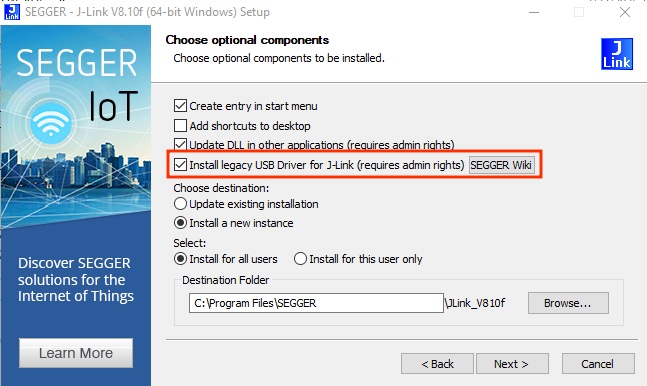 SEGGER - J-Link V8.10f (64-bit Windows) Setup
SEGGER
IoT
Discover SEGGER
solutions for the
Internet of Things
Learn More
Choose optional components
Choose optional components to be installed.
J
Link
Create entry in start menu
Add shortcuts to desktop
Update DLL in other applications (requires admin rights)
Install legacy USB Driver for J-Link (requires admin rights) SEGGER Wiki
Choose destination:
Update existing installation
Install a new instance
Select:
Install for all users Install for this user only
Destination Folder
C:\Program Files\SEGGER \JLink_V810f Browse...
< Back Next > Cancel